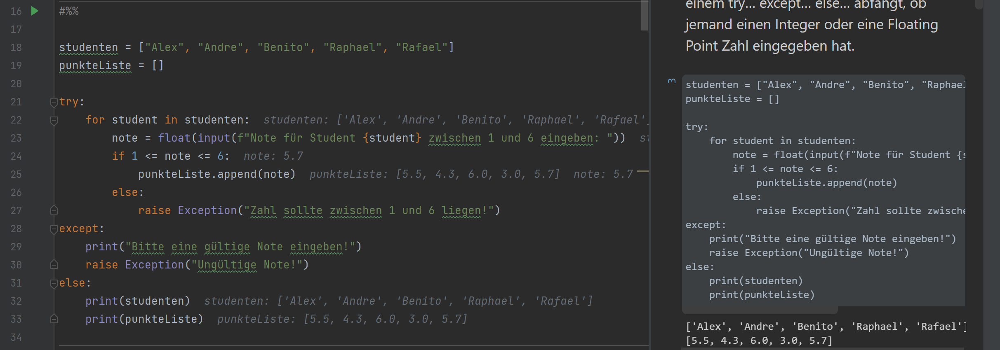 16 #%%
17
18 studenten = ["Alex", "Andre", "Benito", "Raphael", "Rafael"]
19 punkteListe = []
20
21 try:
22 for student in studenten: studenten: ['Alex', 'Andre', 'Benito', 'Raphael', 'Rafael']
23 note = float(input(f"Note für Student {student} zwischen 1 und 6 eingeben: ")) st
24 if 1 <= note <= 6: note: 5.7
25 punkteListe.append(note) punkteListe: [5.5, 4.3, 6.0, 3.0, 5.7] note: 5.7
26 else:
27 raise Exception("Zahl sollte zwischen 1 und 6 liegen!")
28 except:
29 print("Bitte eine gültige Note eingeben!")
30 raise Exception("Ungültige Note!")
31 else:
32 print(studenten) studenten: ['Alex', 'Andre', 'Benito', 'Raphael', 'Rafael']
33 print(punkteListe) punkteListe: [5.5, 4.3, 6.0, 3.0, 5.7]
34
einem try... except... else... abfängt, ob
jemand einen Integer oder eine Floating
Point Zahl eingegeben hat.
3
studenten = ["Alex", "Andre", "Benito", "Raphael
punkteListe = []
try:
for student in studenten:
note = float(input(f"Note für Student {s
if 1 <= note <= 6:
punkteListe.append(note)
else:
raise Exception("Zahl sollte zwische
except:
print("Bitte eine gültige Note eingeben!")
raise Exception("Ungültige Note!")
else:
print(studenten)
print(punkteListe)
['Alex', 'Andre', 'Benito', 'Raphael', 'Rafael']
[5.5, 4.3, 6.0, 3.0, 5.7]